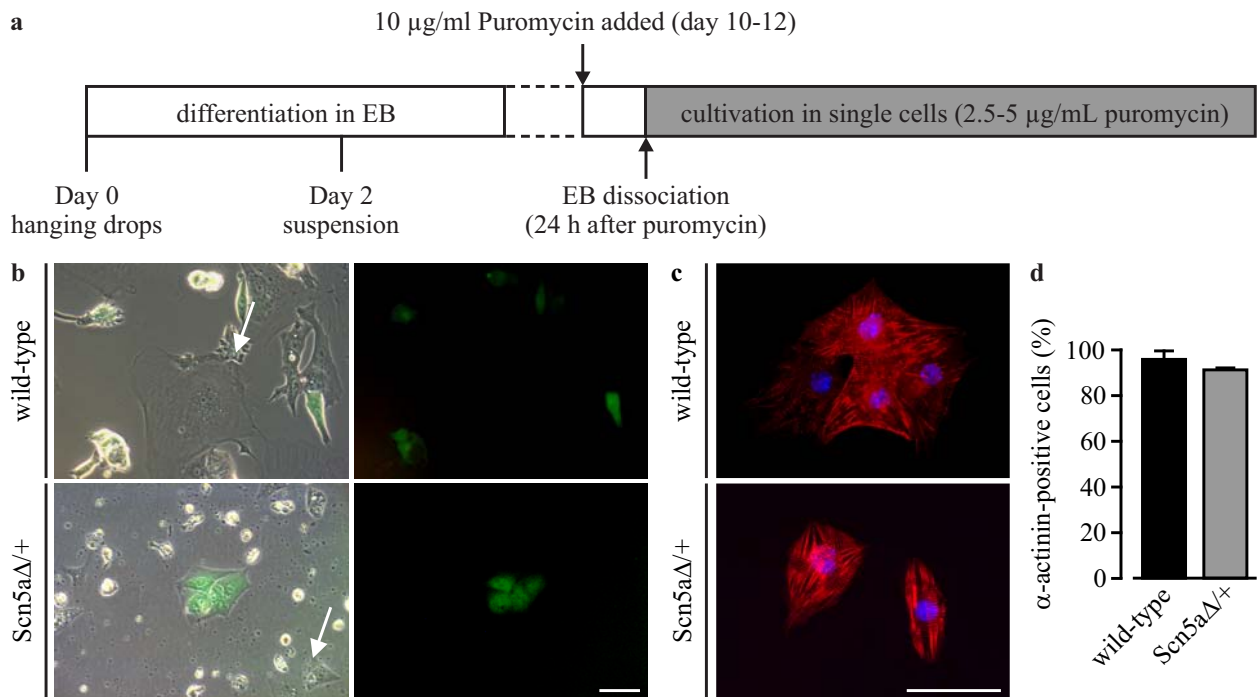 a
10 µg/ml Puromycin added (day 10-12)
differentiation in EB
cultivation in single cells (2.5-5 µg/mL puromycin)
Day 0
hanging drops
Day 2
suspension
EB dissociation
(24 h after puromycin)
b
wild-type
Scn5aΔ/+
c
wild-type
Scn5aΔ/+
d
α-actinin-positive cells (%)
100
80
60
40
20
0
wild-type
Scn5aΔ/+